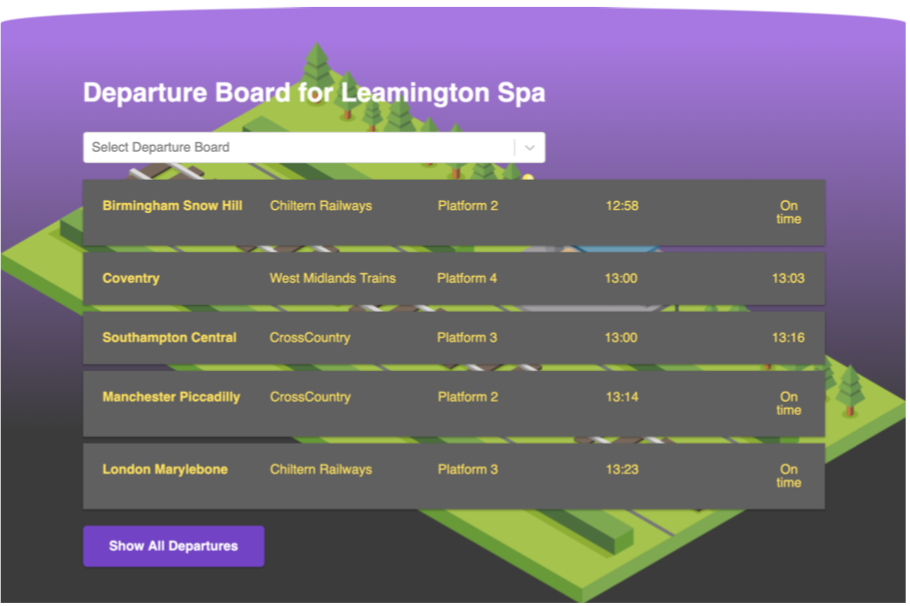 Departure Board for Leamington Spa
Select Departure Board
Birmingham Snow Hill Chiltern Railways Platform 2 12:58 On time
Coventry West Midlands Trains Platform 4 13:00 13:03
Southampton Central CrossCountry Platform 3 13:00 13:16
Manchester Piccadilly CrossCountry Platform 2 13:14 On time
London Marylebone Chiltern Railways Platform 3 13:23 On time
Show All Departures